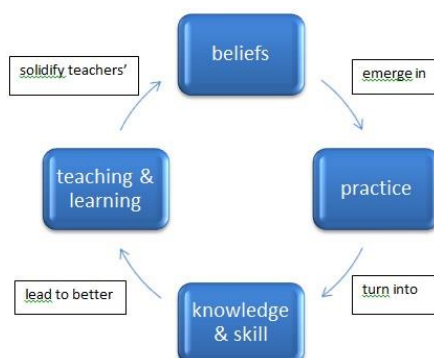 beliefs
solidify teachers'
emerge in
teaching &
learning
practice
lead to better
knowledge
& skill
turn into